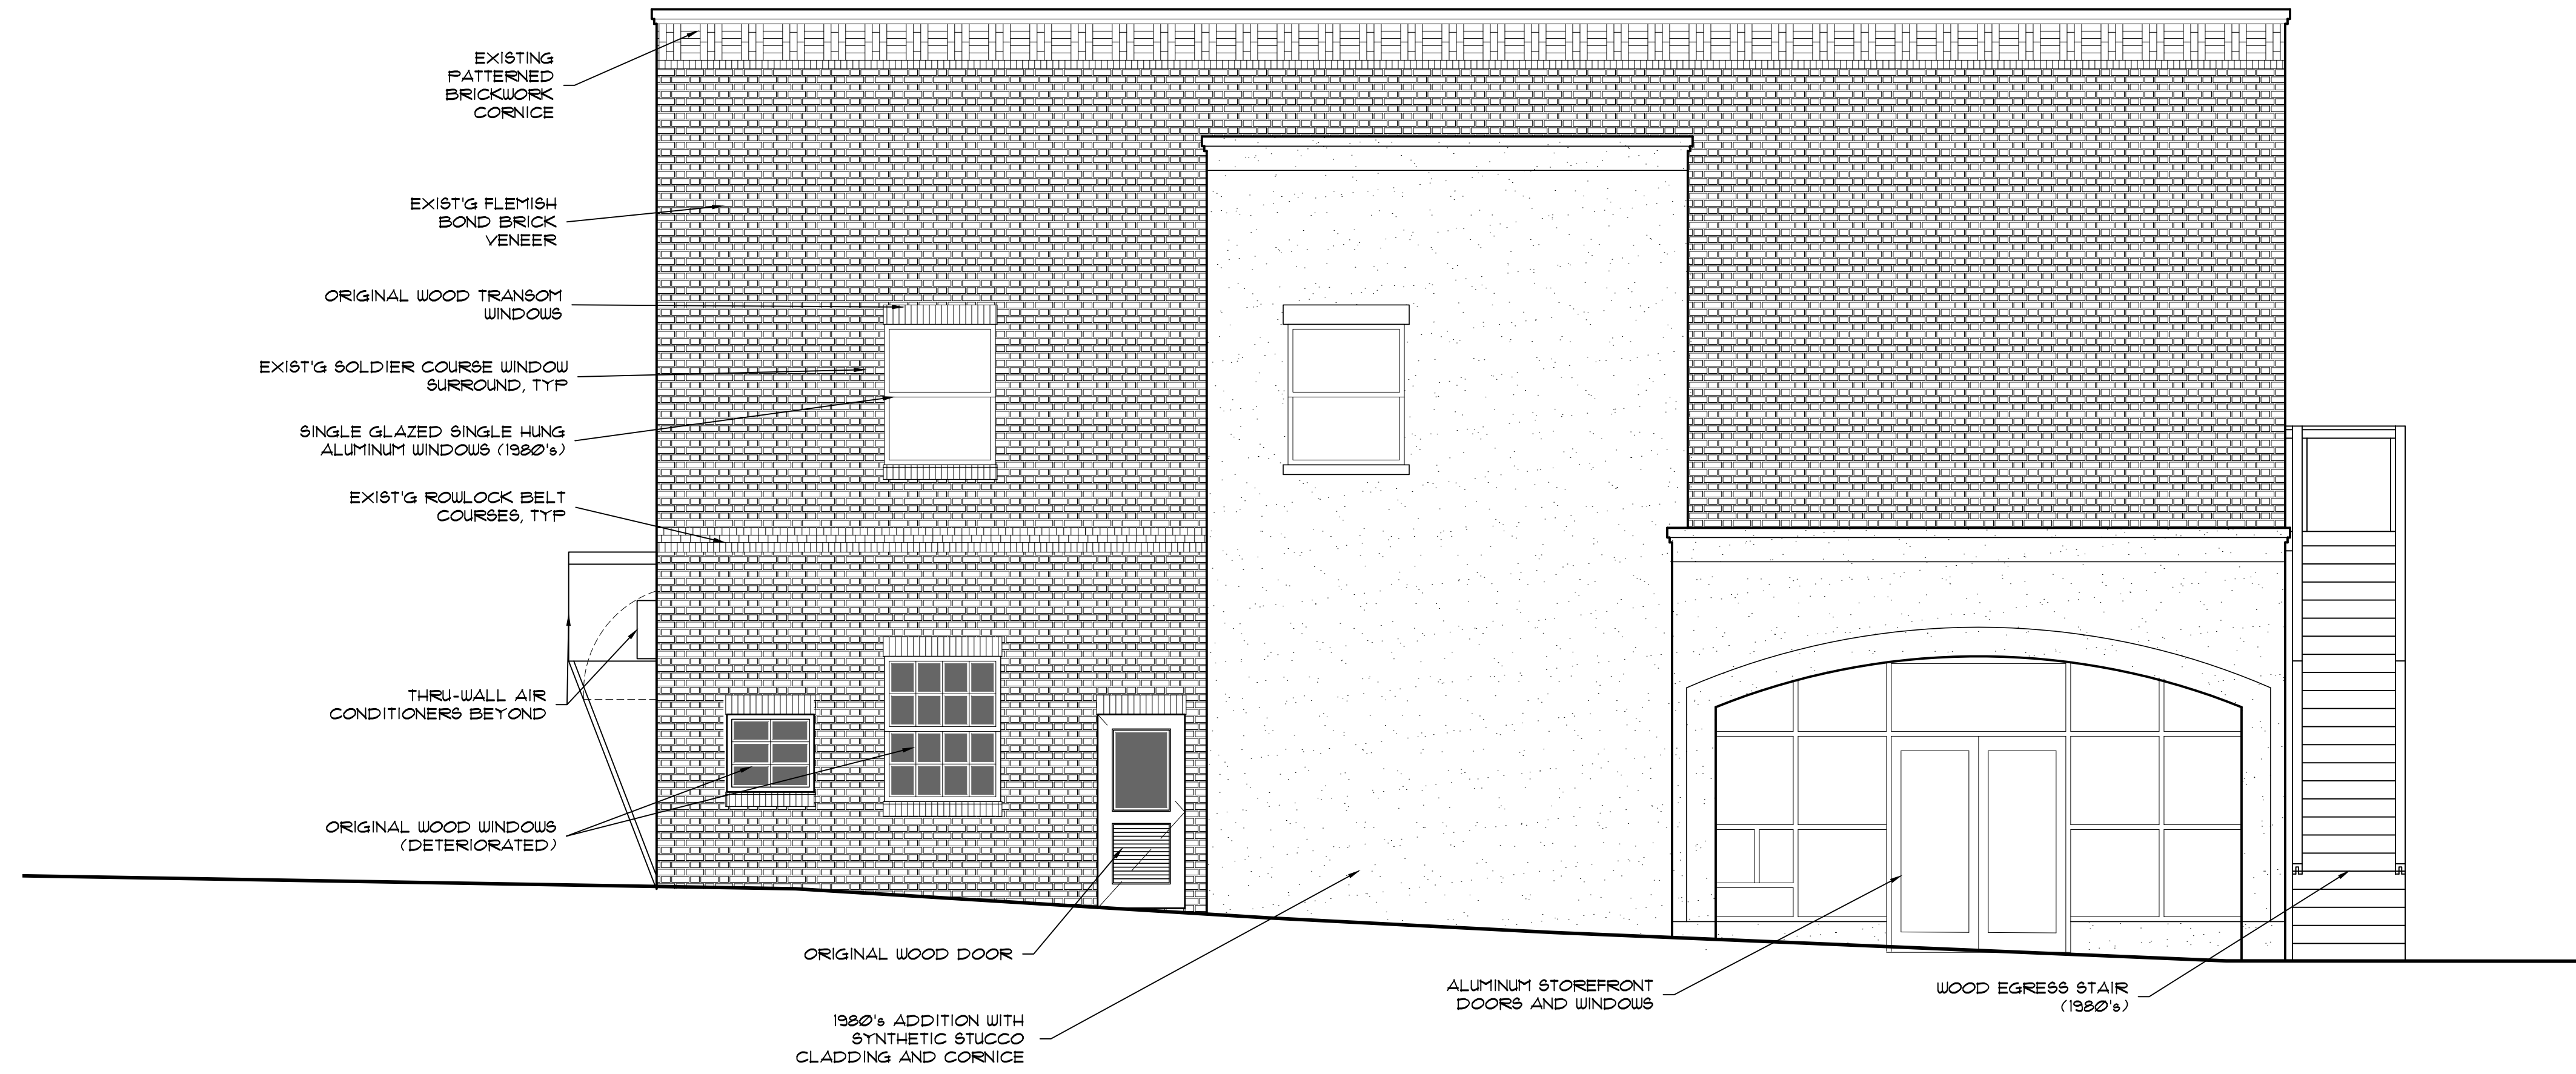 EXISTING
PATTERNED
BRICKWORK
CORNICE
EXIST'G FLEMISH
BOND BRICK
VENEER
ORIGINAL WOOD TRANSOM
WINDOWS
EXIST'G SOLDIER COURSE WINDOW
SURROUND, TYP
SINGLE GLAZED SINGLE HUNG
ALUMINUM WINDOWS (1980's)
EXIST'G ROWLOCK BELT
COURSES, TYP
THRU-WALL AIR
CONDITIONERS BEYOND
ORIGINAL WOOD WINDOWS
(DETERIORATED)
ORIGINAL WOOD DOOR
1980's ADDITION WITH
SYNTHETIC STUCCO
CLADDING AND CORNICE
ALUMINUM STOREFRONT
DOORS AND WINDOWS
WOOD EGRESS STAIR
(1980's)